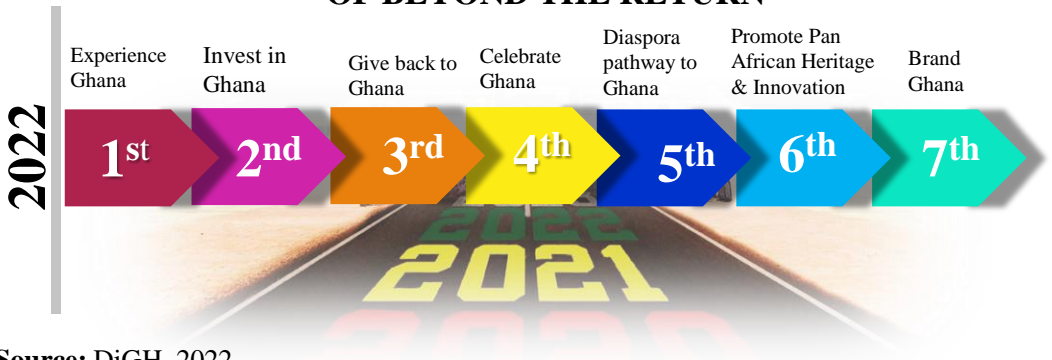 OF BEYOND THE RETURN
Experience
Ghana
Invest in
Ghana
Give back to
Ghana
Celebrate
Ghana
Diaspora
pathway to
Ghana
Promote Pan
African Heritage
& Innovation
Brand
Ghana
2022
1st
2nd
3rd
4th
5th
6th
7th
2022
2021
2020
Source: DiGH, 2022